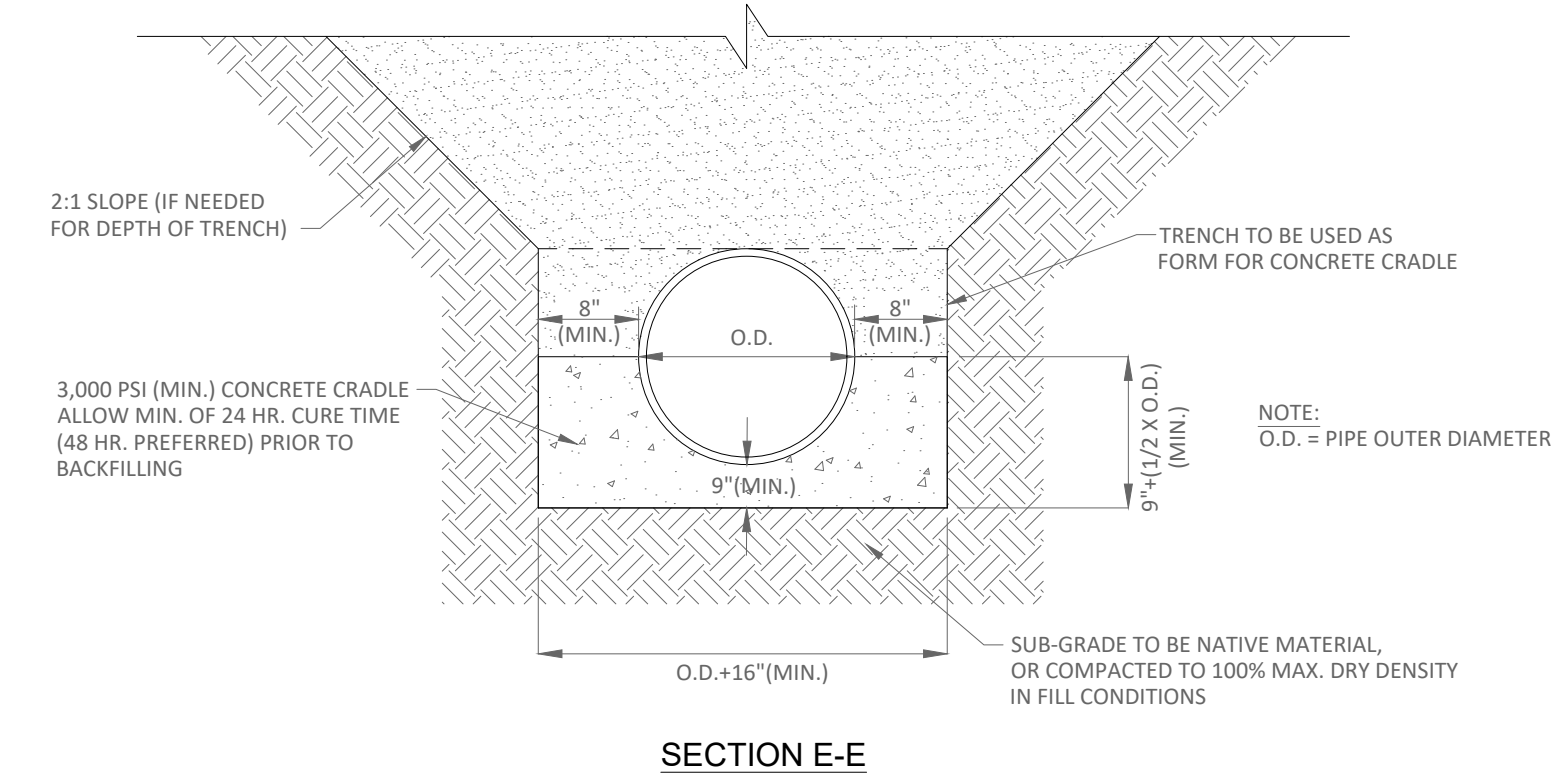 2:1 SLOPE (IF NEEDED
FOR DEPTH OF TRENCH)
TRENCH TO BE USED AS
FORM FOR CONCRETE CRADLE
8"
(MIN.)
O.D.
8"
(MIN.)
3,000 PSI (MIN.) CONCRETE CRADLE
ALLOW MIN. OF 24 HR. CURE TIME
(48 HR. PREFERRED) PRIOR TO
BACKFILLING
9"(MIN.)
9"+(1/2 X O.D.)
(MIN.)
NOTE:
O.D. = PIPE OUTER DIAMETER
O.D.+16"(MIN.)
SUB-GRADE TO BE NATIVE MATERIAL,
OR COMPACTED TO 100% MAX. DRY DENSITY
IN FILL CONDITIONS
SECTION E-E